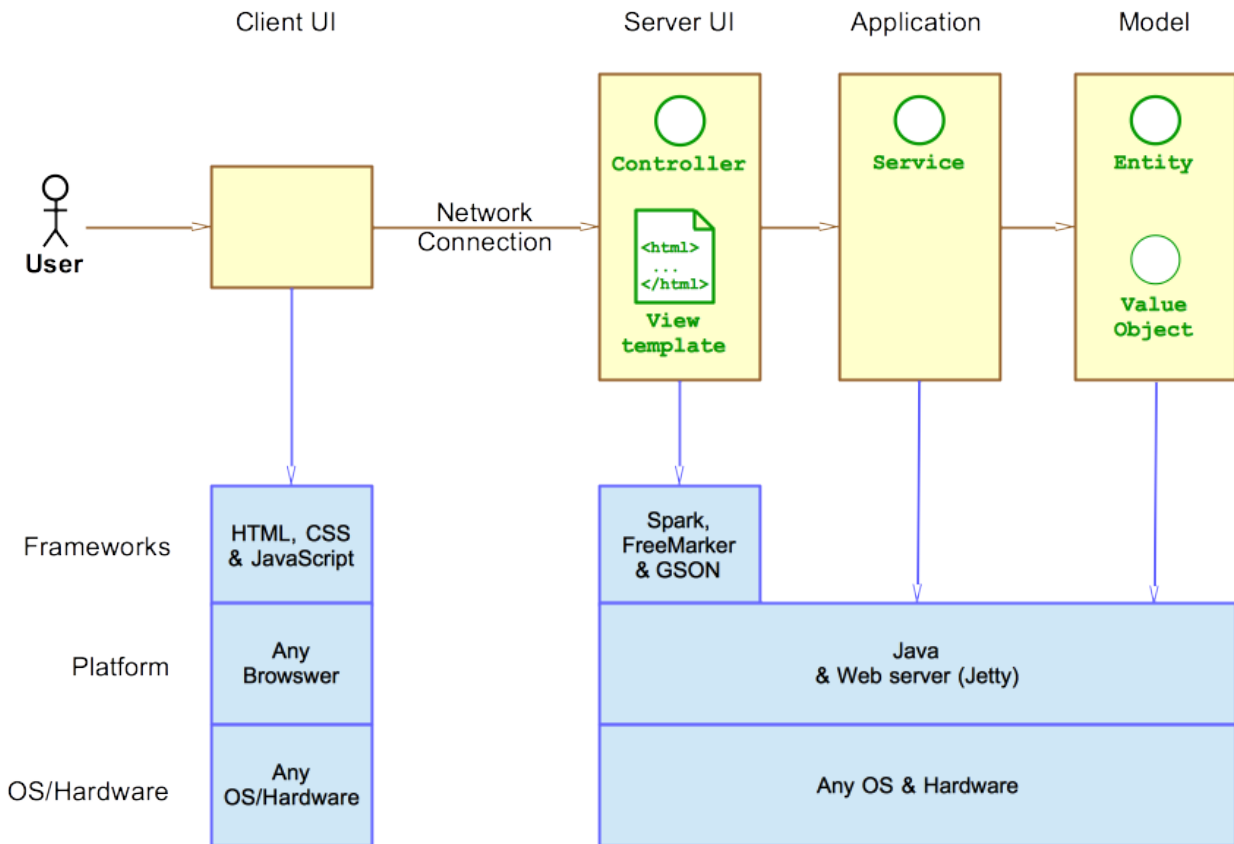 Client UI
Server UI
Application
Model
Controller
Service
Entity
User
Network
Connection
<html>
...
</html>
View
template
Value
Object
Frameworks
HTML, CSS
& JavaScript
Spark,
FreeMarker
& GSON
Platform
Any
Browswer
Java
& Web server (Jetty)
OS/Hardware
Any
OS/Hardware
Any OS & Hardware